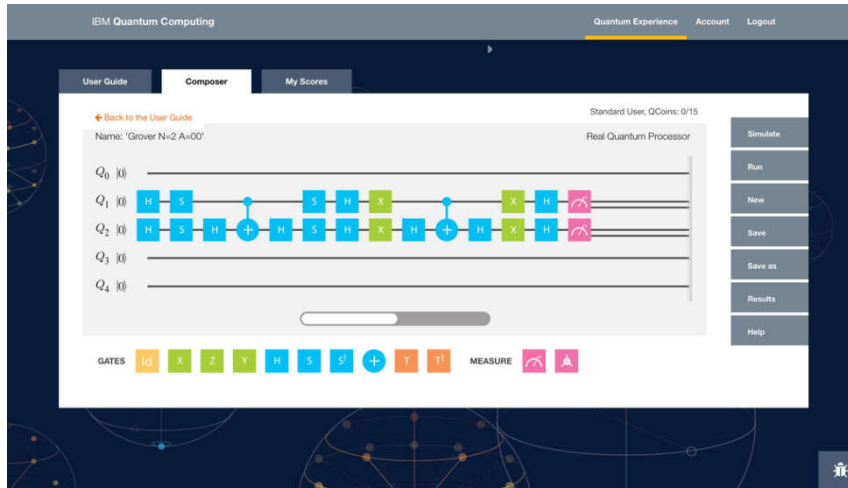 IBM Quantum Computing
Quantum Experience Account Logout
User Guide Composer My Scores
Back to the User Guide
Standard User, QCoins: 0/15
Name: 'Grover N=2 A=00'
Real Quantum Processor
Q0 |0⟩
Q1 |0⟩ H S S H X X H
Q2 |0⟩ H S H + H S H X H + H X H
Q3 |0⟩
Q4 |0⟩
GATES Id X Z Y H S S† + T T† MEASURE
Simulate
Run
New
Save
Save as
Results
Help